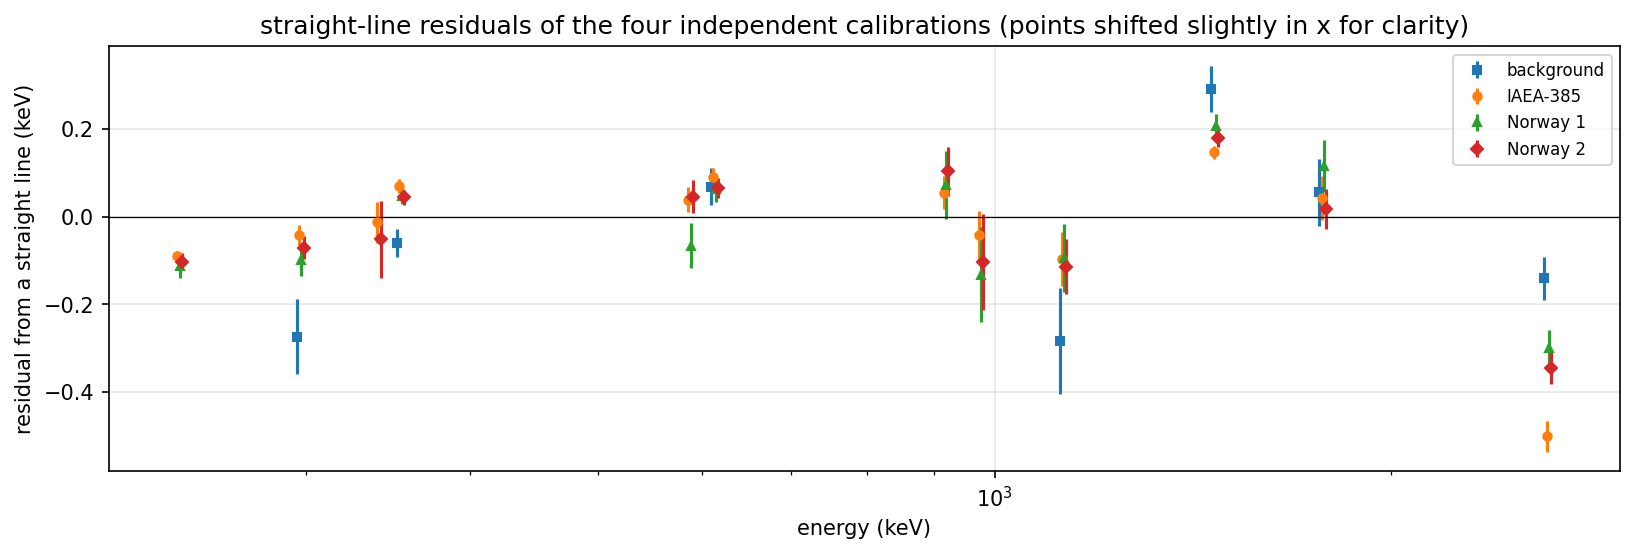 straight-line residuals of the four independent calibrations (points shifted slightly in x for clarity)
residual from a straight line (keV)
0.2
0.0
−0.2
−0.4
background
IAEA-385
Norway 1
Norway 2
10³
energy (keV)